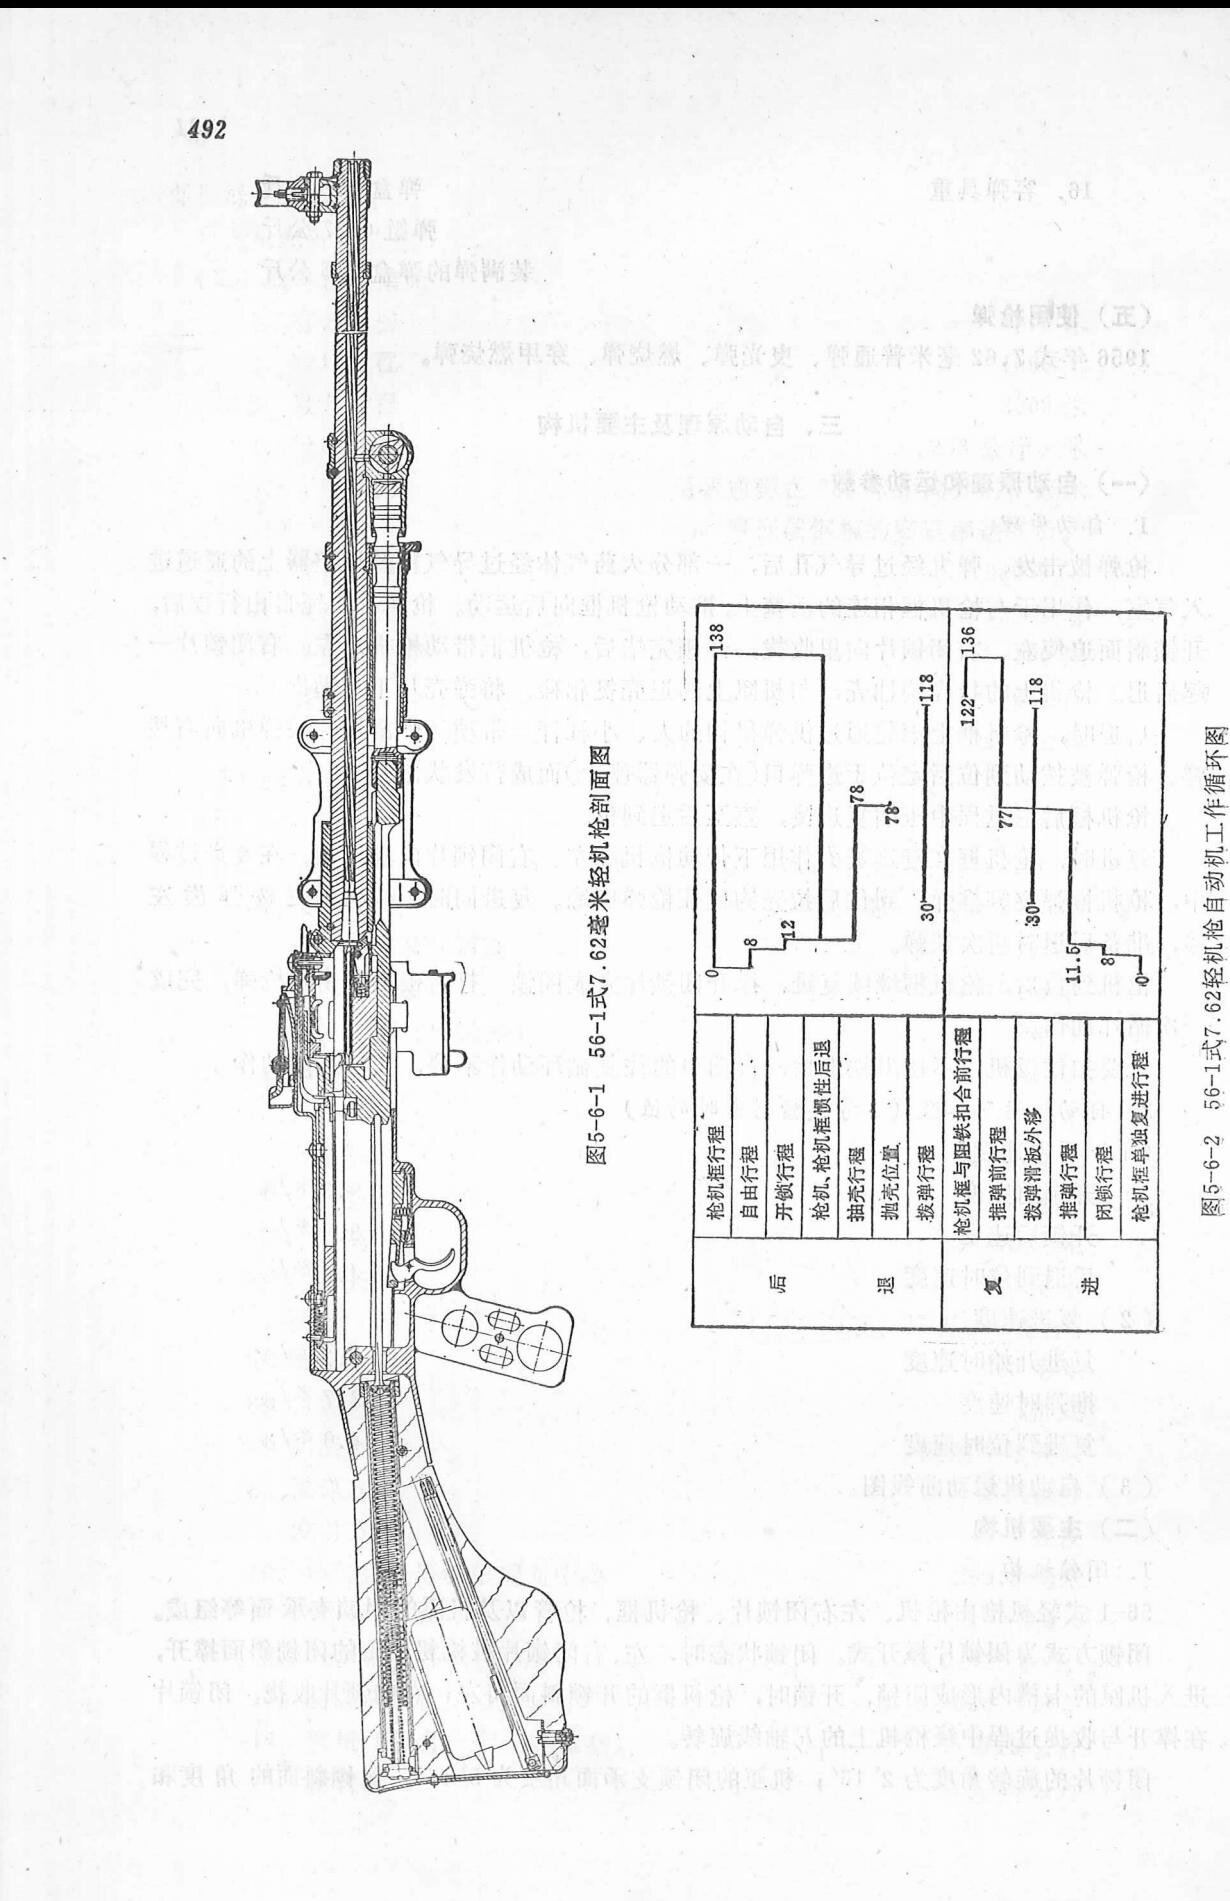 492
图5-6-1 56-1式7.62毫米轻机枪剖面图
后 退
枪机框行程 0 138
自由行程 8
开锁行程 12
枪机、枪机框惯性后退
抽壳行程 78
抛壳位置 78
拨弹行程 30 118
复 进
枪机框与阻铁扣合前行程 122 136
推弹前行程 77
拨弹滑板外移 30 118
推弹行程 11.5
闭锁行程 8
枪机框单独复进行程 0
图5-6-2 56-1式7.62轻机枪自动机工作循环图